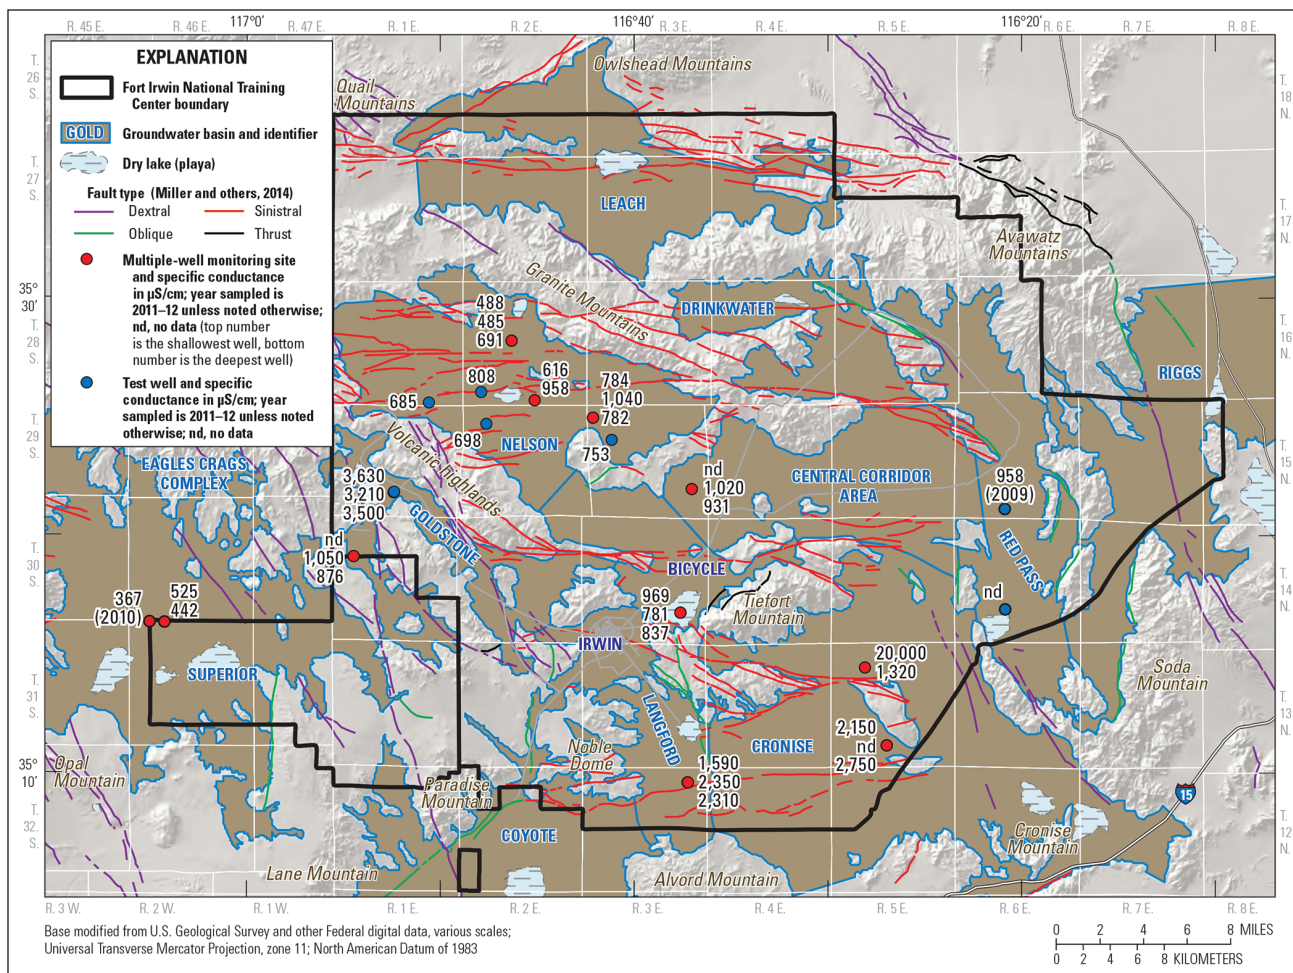 R. 45 E.
R. 46 E.
117°0'
R. 47 E.
R. 1 E.
R. 2 E.
116°40'
R. 3 E.
R. 4 E.
R. 5 E.
116°20'
R. 6 E.
R. 7 E.
R. 8 E.
T.
26
S.
T.
27
S.
35°
30'
T.
28
S.
T.
29
S.
T.
30
S.
T.
31
S.
35°
10'
T.
32.
S.
T.
18
N.
T.
17
N.
T.
16
N.
T.
15
N.
T.
14
N.
T.
13
N.
T.
12
N.
EXPLANATION
Fort Irwin National Training
Center boundary
GOLD
Groundwater basin and identifier
Dry lake (playa)
Fault type (Miller and others, 2014)
Dextral
Sinistral
Oblique
Thrust
Multiple-well monitoring site
and specific conductance
in µS/cm; year sampled is
2011–12 unless noted otherwise;
nd, no data (top number
is the shallowest well, bottom
number is the deepest well)
Test well and specific
conductance in µS/cm; year
sampled is 2011–12 unless noted
otherwise; nd, no data
Quail
Mountains
Owlshead Mountains
LEACH
Avawatz
Mountains
Granite Mountains
DRINKWATER
488
485
691
RIGGS
808
616
958
784
1,040
782
685
698
NELSON
753
Volcanic highlands
EAGLES CRAGS
COMPLEX
3,630
3,210
3,500
GOLDSTONE
nd
1,020
931
CENTRAL CORRIDOR
AREA
958
(2009)
RED PASS
nd
1,050
876
BICYCLE
367
(2010)
525
442
969
781
837
Tiefort
Mountain
nd
IRWIN
SUPERIOR
20,000
1,320
Soda
Mountain
LANGFORD
Noble
Dome
CRONISE
2,150
nd
2,750
Opal
Mountain
Paradise
Mountain
1,590
2,350
2,310
15
COYOTE
Cronise
Mountain
Lane Mountain
Alvord Mountain
R. 3 W.
R. 2 W.
R. 1 W.
R. 1 E.
R. 2 E.
R. 3 E.
R. 4 E.
R. 5 E.
R. 6 E.
R. 7 E.
R. 8 E.
Base modified from U.S. Geological Survey and other Federal digital data, various scales;
Universal Transverse Mercator Projection, zone 11; North American Datum of 1983
0 2 4 6 8 MILES
0 2 4 6 8 KILOMETERS